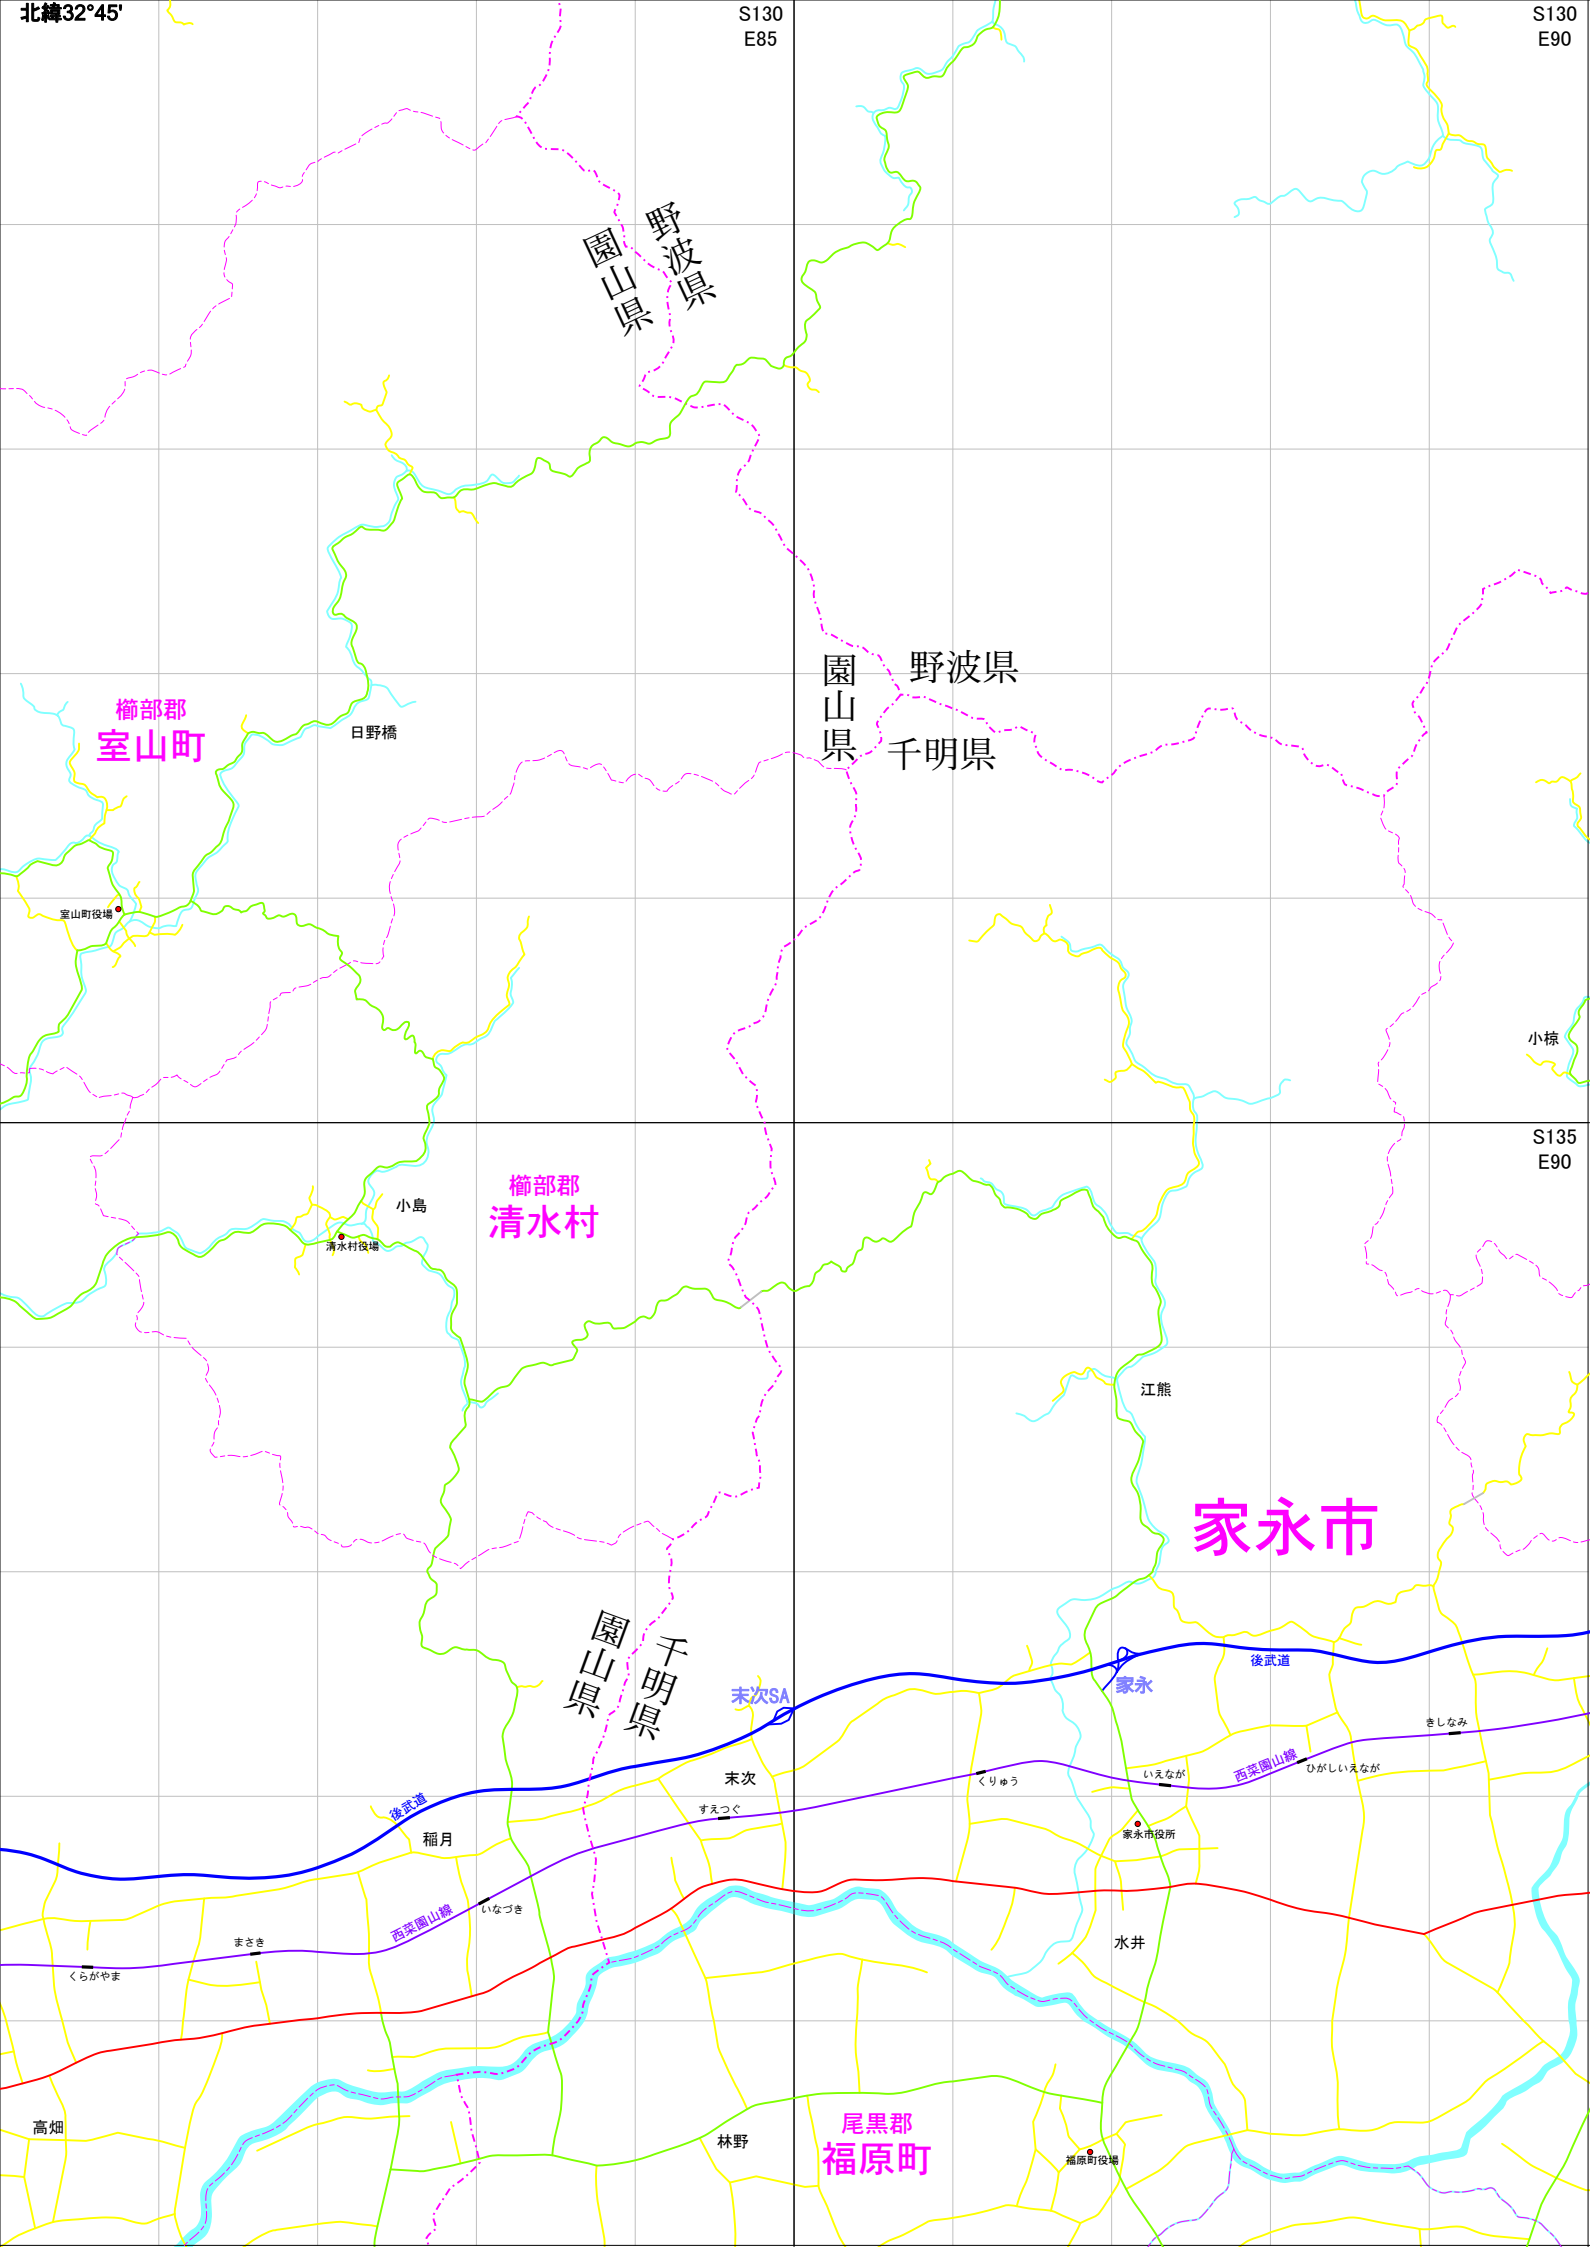 北緯32°45'
S130
E85
S130
E90
野波県
園山県
園山県
野波県
千明県
櫛部郡
室山町
日野橋
室山町役場
小椋
S135
E90
櫛部郡
清水村
小島
清水村役場
江熊
家永市
園山県
千明県
末次SA
家永
後武道
きしなみ
西菜園山線
ひがしいえなが
いえなが
くりゅう
末次
すえつぐ
後武道
稲月
家永市役所
いなづき
西菜園山線
まさき
くらがやま
水井
高畑
林野
尾黒郡
福原町
福原町役場